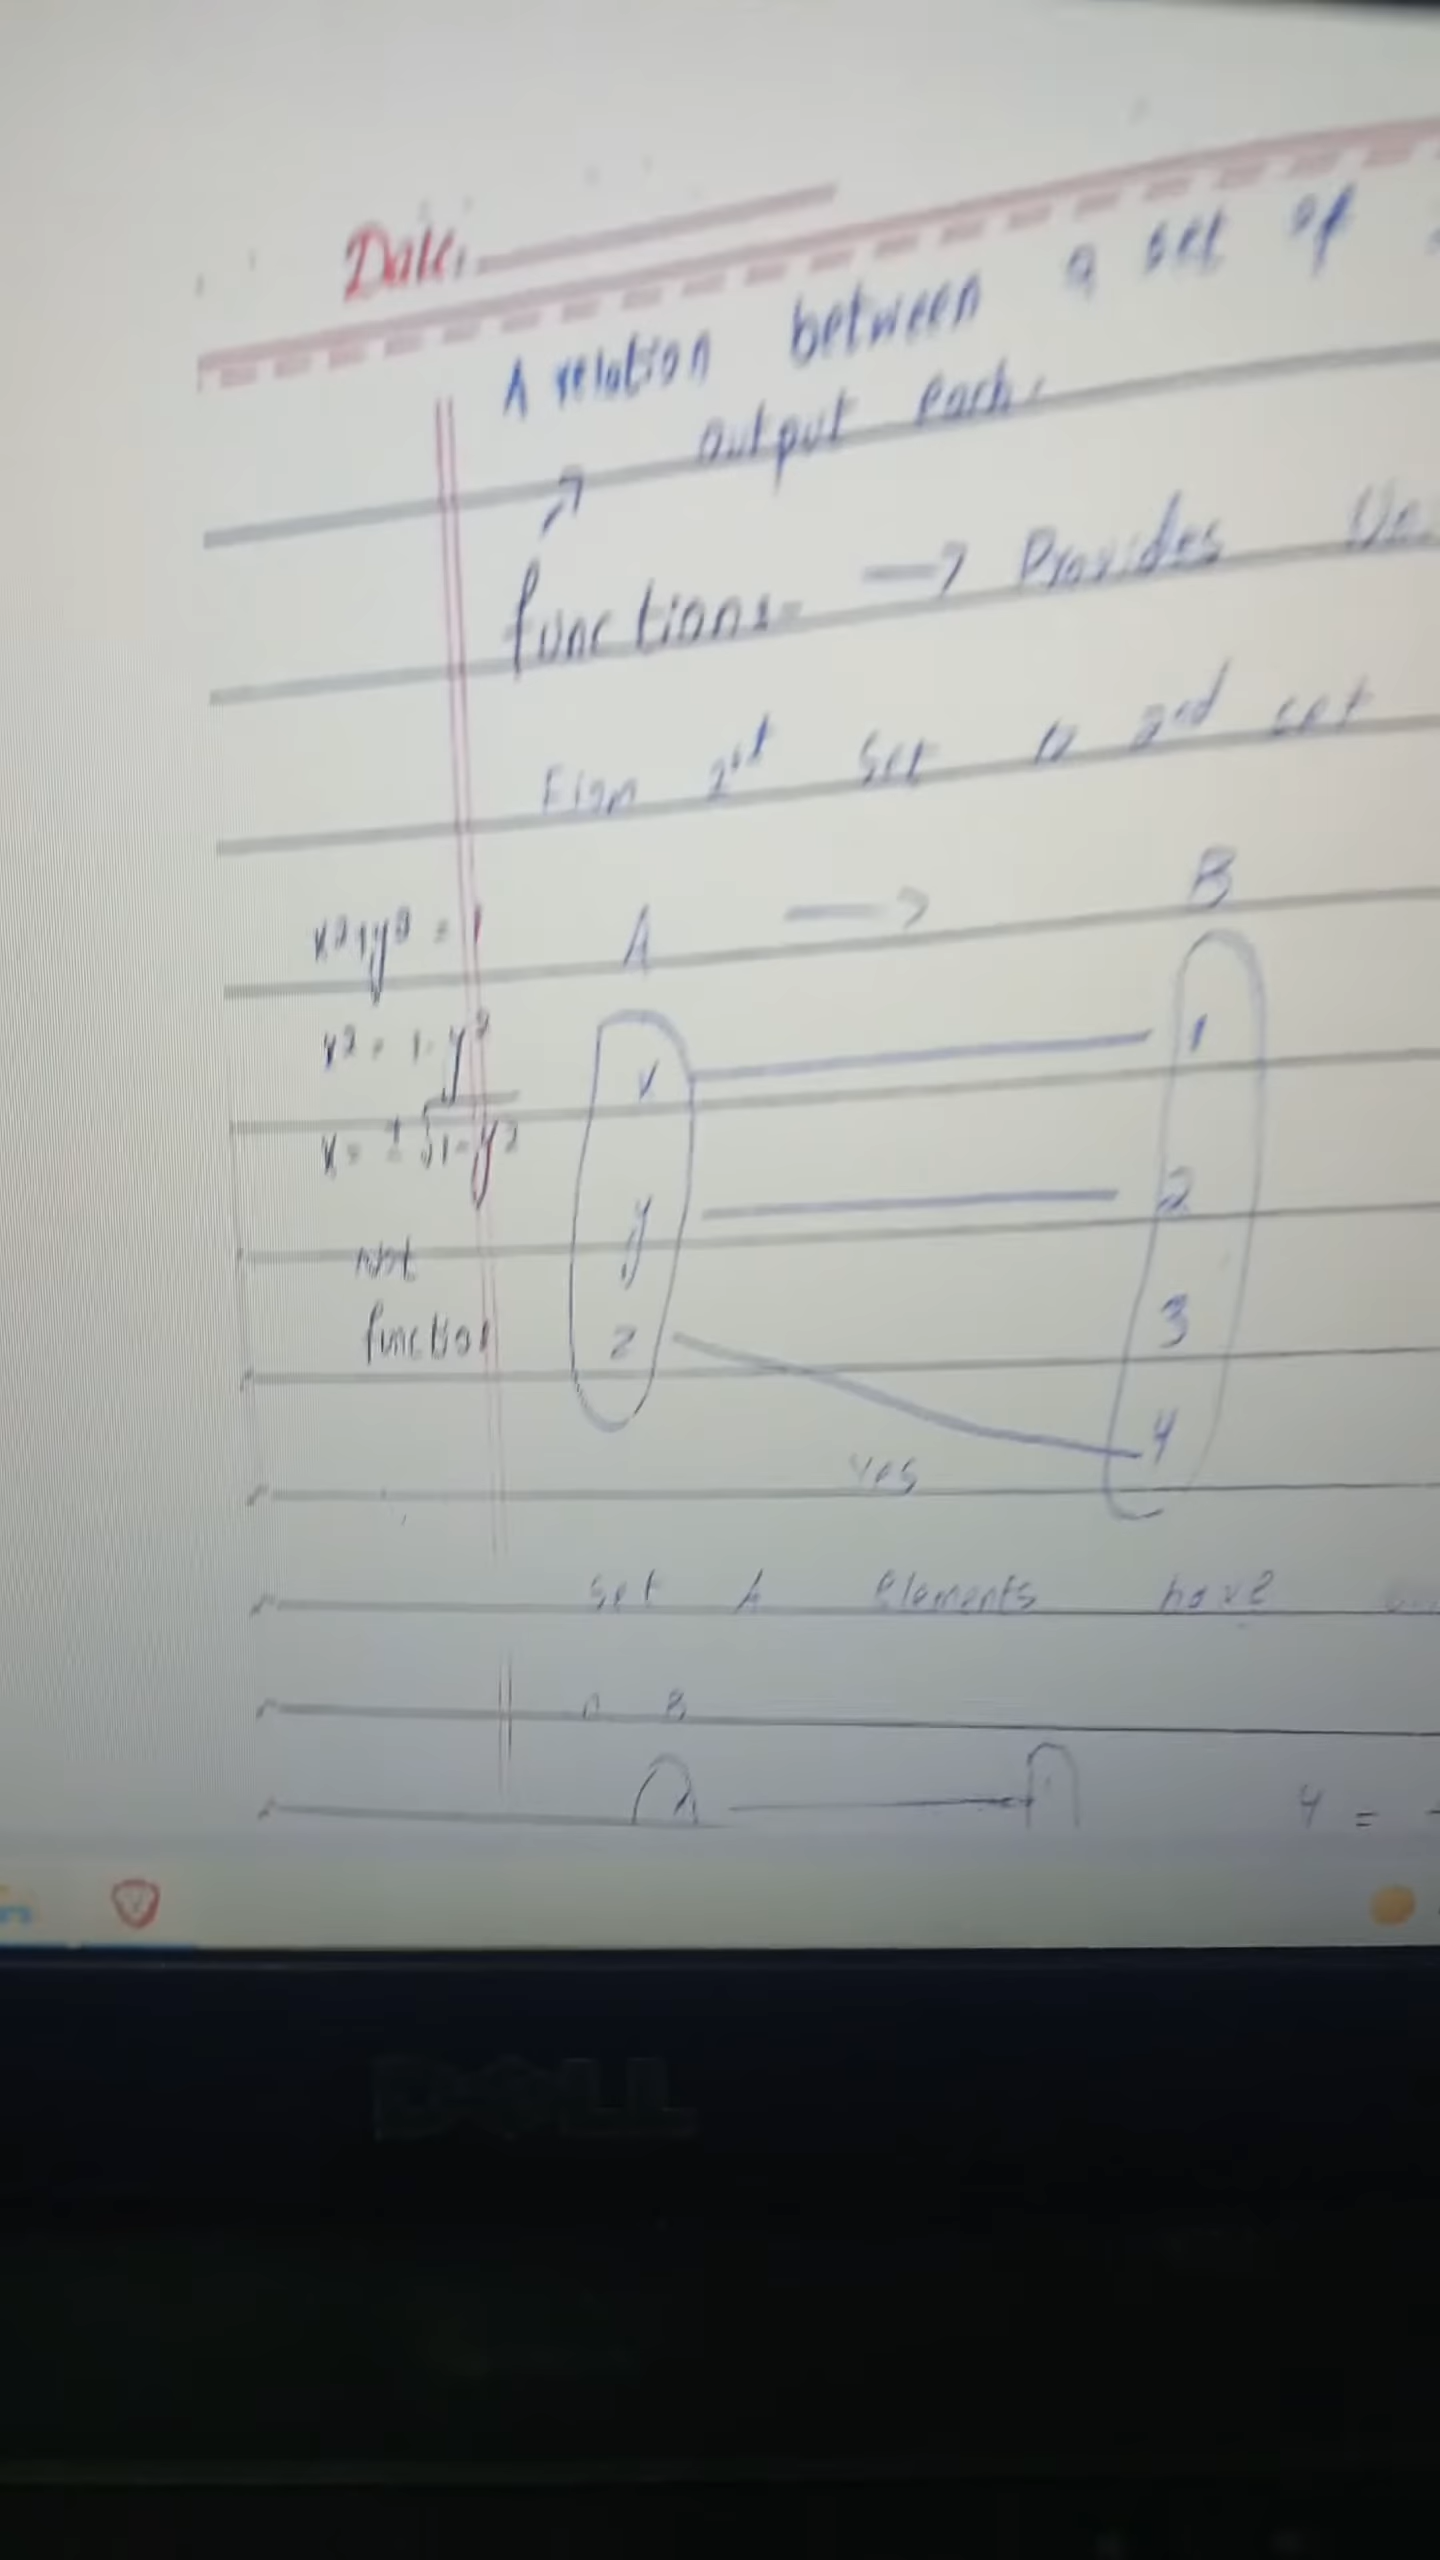 Date:
A relation between a set of
output each.
functions → Provides
From 1st set to 2nd set
x² + y² = 1
x² = 1 - y²
x = ± √1-y²
not
function
A → B
x 1
y 2
z 3
4
Yes
Set A elements have
B
y =
DELL